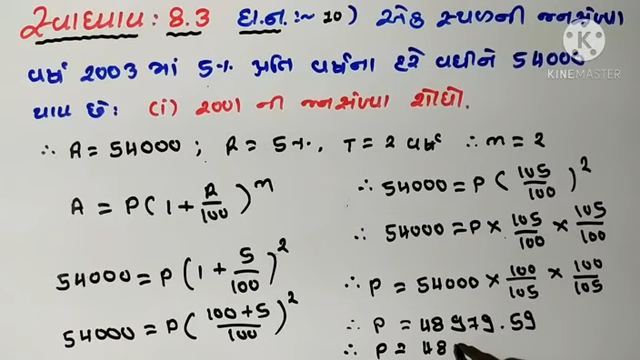 સ્વાધ્યાય : 8.3 દા.ન. :~ 10) એક સ્થળની જનસંખ્યા
વર્ષ 2003 માં 5% પ્રતિ વર્ષના દરે વધીને 54000
થાય છે: (i) 2001 ની જનસંખ્યા શોધો.
∴ A = 54000 ; R = 5%, T = 2 વર્ષ ∴ n = 2
A = P(1 + R/100)^n
54000 = P(1 + 5/100)^2
54000 = P(100+5/100)^2
∴ 54000 = P(105/100)^2
∴ 54000 = P × 105/100 × 105/100
∴ P = 54000 × 100/105 × 100/105
∴ P = 48979.59
∴ P = 48
KINEMASTER